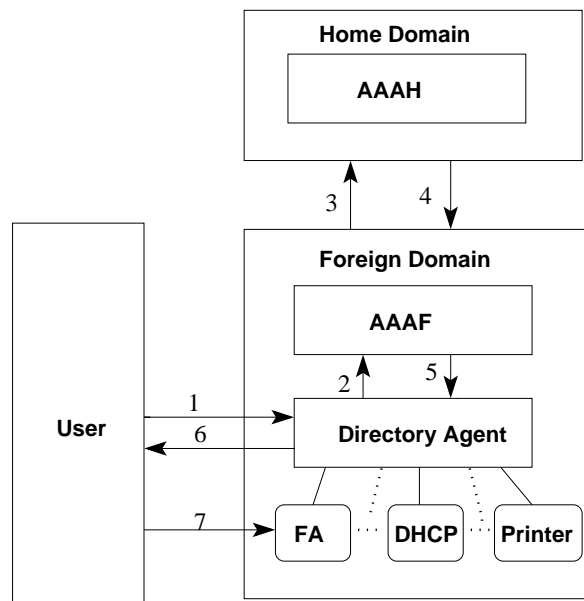 Home Domain
AAAH
3
4
Foreign Domain
AAAF
2
5
1
User
6
Directory Agent
7
FA
DHCP
Printer